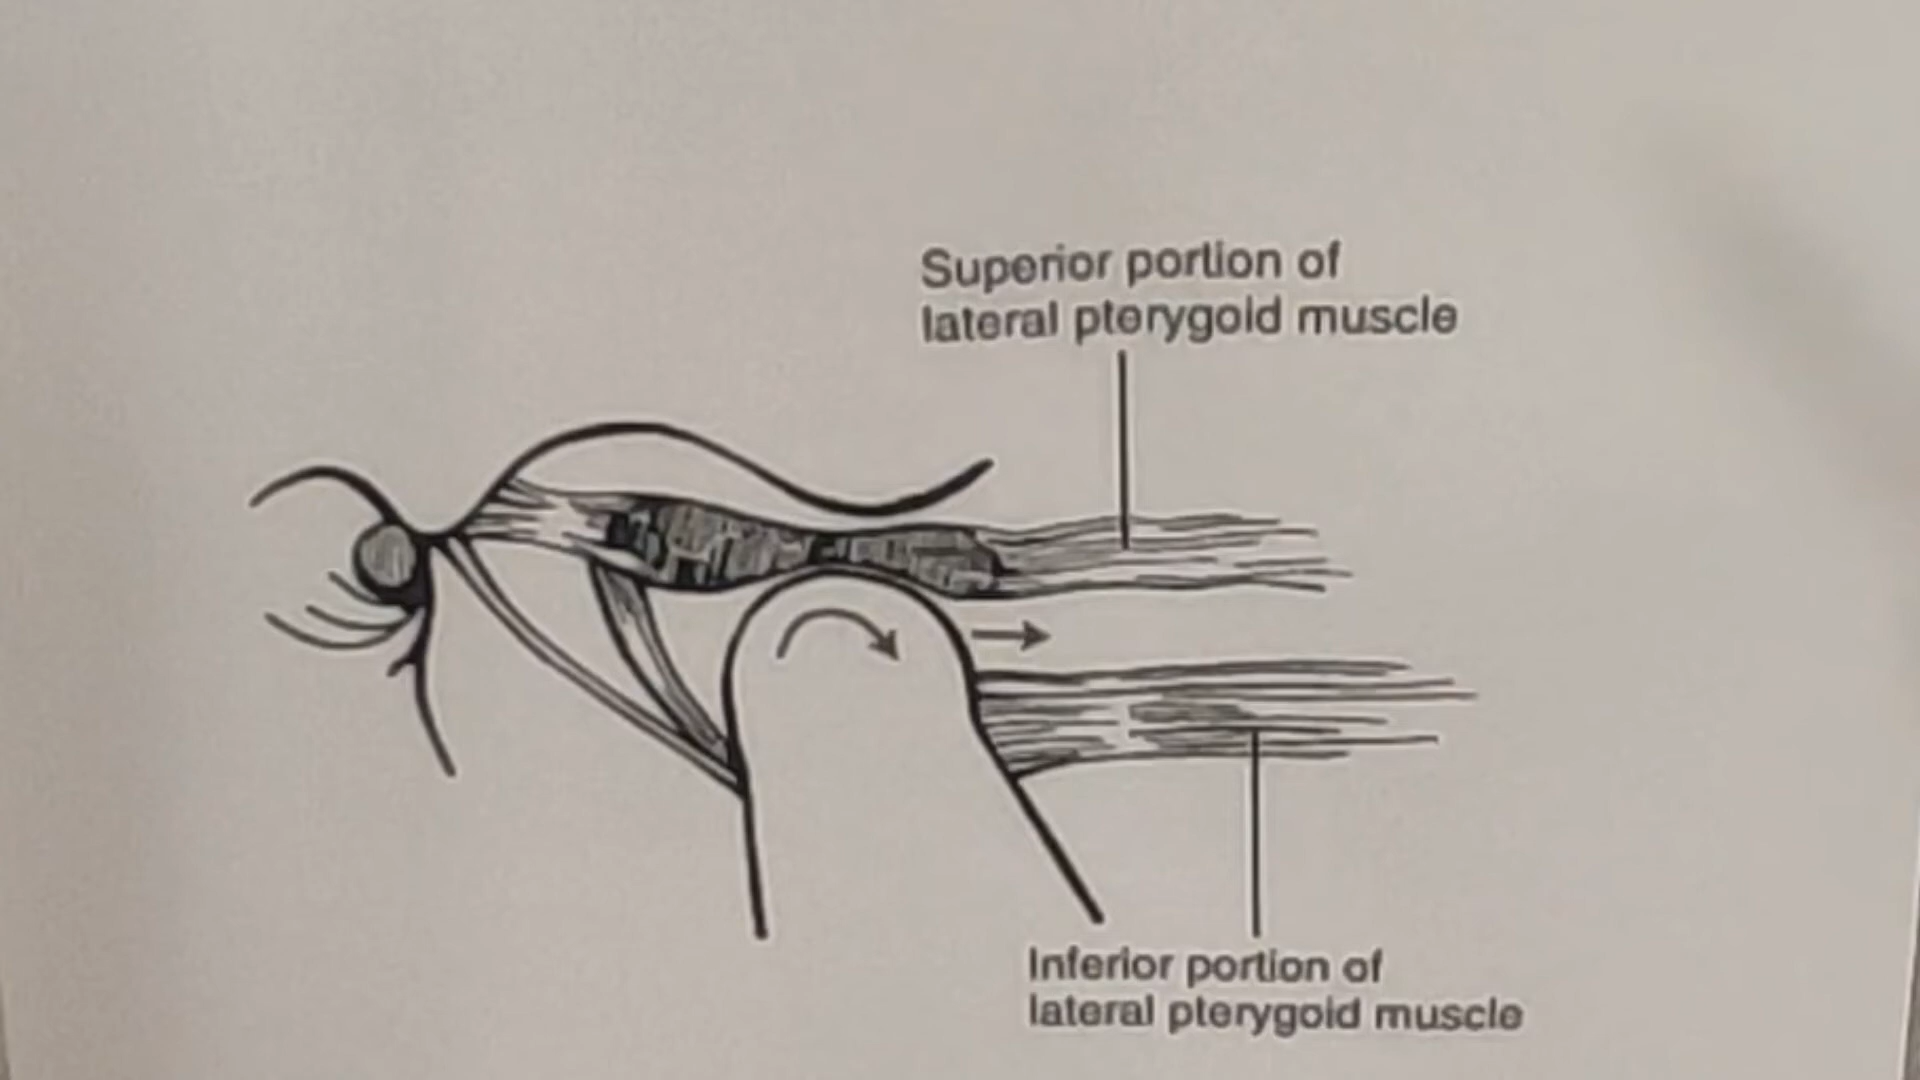 Superior portion of
lateral pterygoid muscle
Inferior portion of
lateral pterygoid muscle